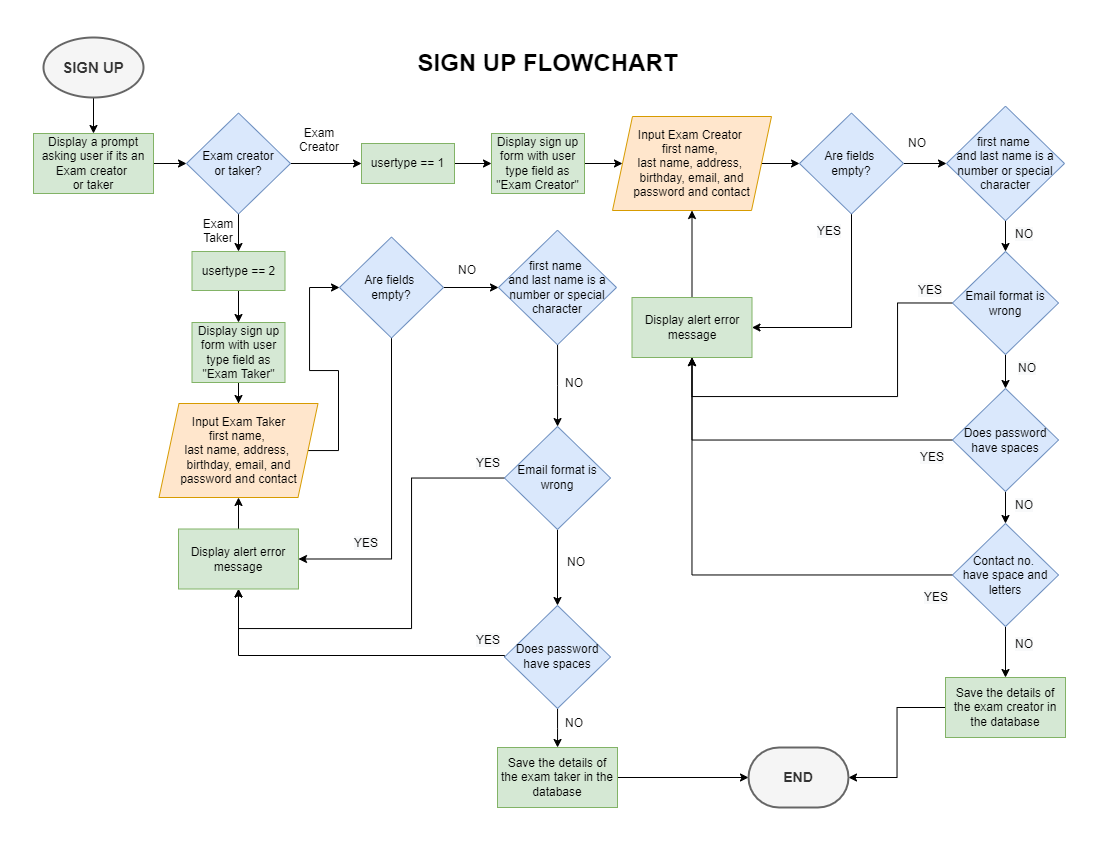 SIGN UP FLOWCHART
SIGN UP
Display a prompt
asking user if its an
Exam creator
or taker
Exam creator
or taker?
Exam
Creator
usertype == 1
Display sign up
form with user
type field as
"Exam Creator"
Input Exam Creator
first name,
last name, address,
birthday, email, and
password and contact
Are fields
empty?
NO
first name
and last name is a
number or special
character
YES
NO
Display alert error
message
Email format is
wrong
YES
NO
Does password
have spaces
YES
NO
Contact no.
have space and
letters
YES
NO
Save the details of
the exam creator in
the database
Exam
Taker
usertype == 2
Display sign up
form with user
type field as
"Exam Taker"
Input Exam Taker
first name,
last name, address,
birthday, email, and
password and contact
Are fields
empty?
NO
first name
and last name is a
number or special
character
NO
YES
Display alert error
message
Email format is
wrong
YES
NO
Does password
have spaces
YES
NO
Save the details of
the exam taker in the
database
END